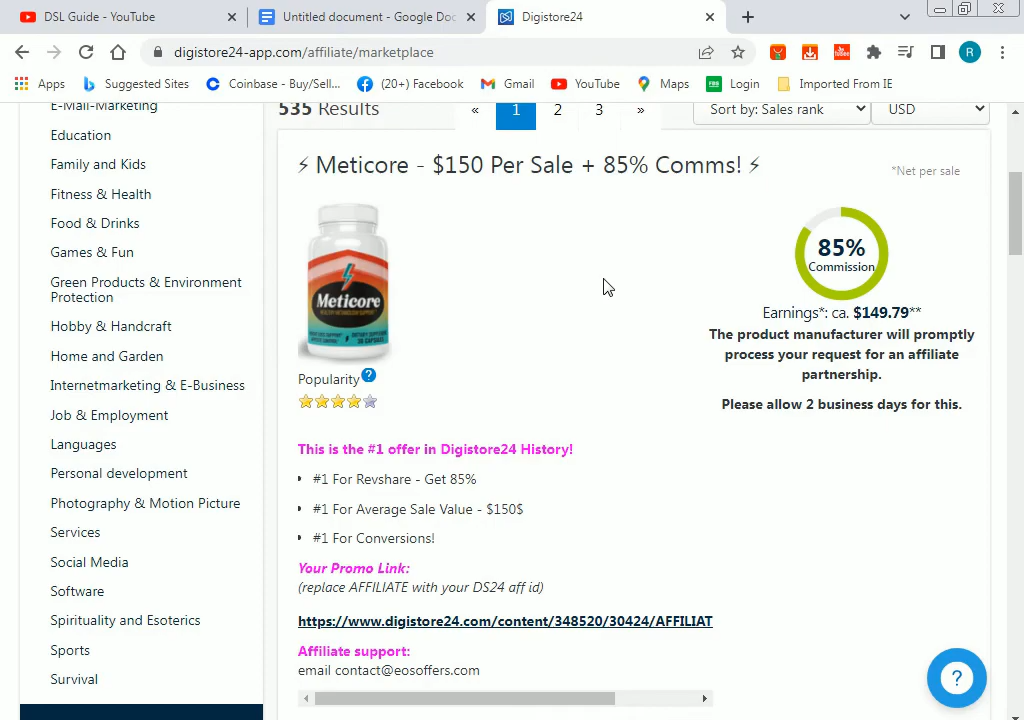 DSL Guide - YouTube
Untitled document - Google Doc
Digistore24
digistore24-app.com/affiliate/marketplace
R
Apps
Suggested Sites
Coinbase - Buy/Sell...
(20+) Facebook
Gmail
YouTube
Maps
Login
Imported From IE
E-Mail-Marketing
Education
Family and Kids
Fitness & Health
Food & Drinks
Games & Fun
Green Products & Environment
Protection
Hobby & Handcraft
Home and Garden
Internetmarketing & E-Business
Job & Employment
Languages
Personal development
Photography & Motion Picture
Services
Social Media
Software
Spirituality and Esoterics
Sports
Survival
535 Results
« 1 2 3 »
Sort by: Sales rank
USD
⚡ Meticore - $150 Per Sale + 85% Comms! ⚡
*Net per sale
Meticore
85%
Commission
Earnings*: ca. $149.79**
The product manufacturer will promptly
process your request for an affiliate
partnership.
Please allow 2 business days for this.
Popularity ?
This is the #1 offer in Digistore24 History!
• #1 For Revshare - Get 85%
• #1 For Average Sale Value - $150$
• #1 For Conversions!
Your Promo Link:
(replace AFFILIATE with your DS24 aff id)
https://www.digistore24.com/content/348520/30424/AFFILIAT
Affiliate support:
email contact@eosoffers.com
?